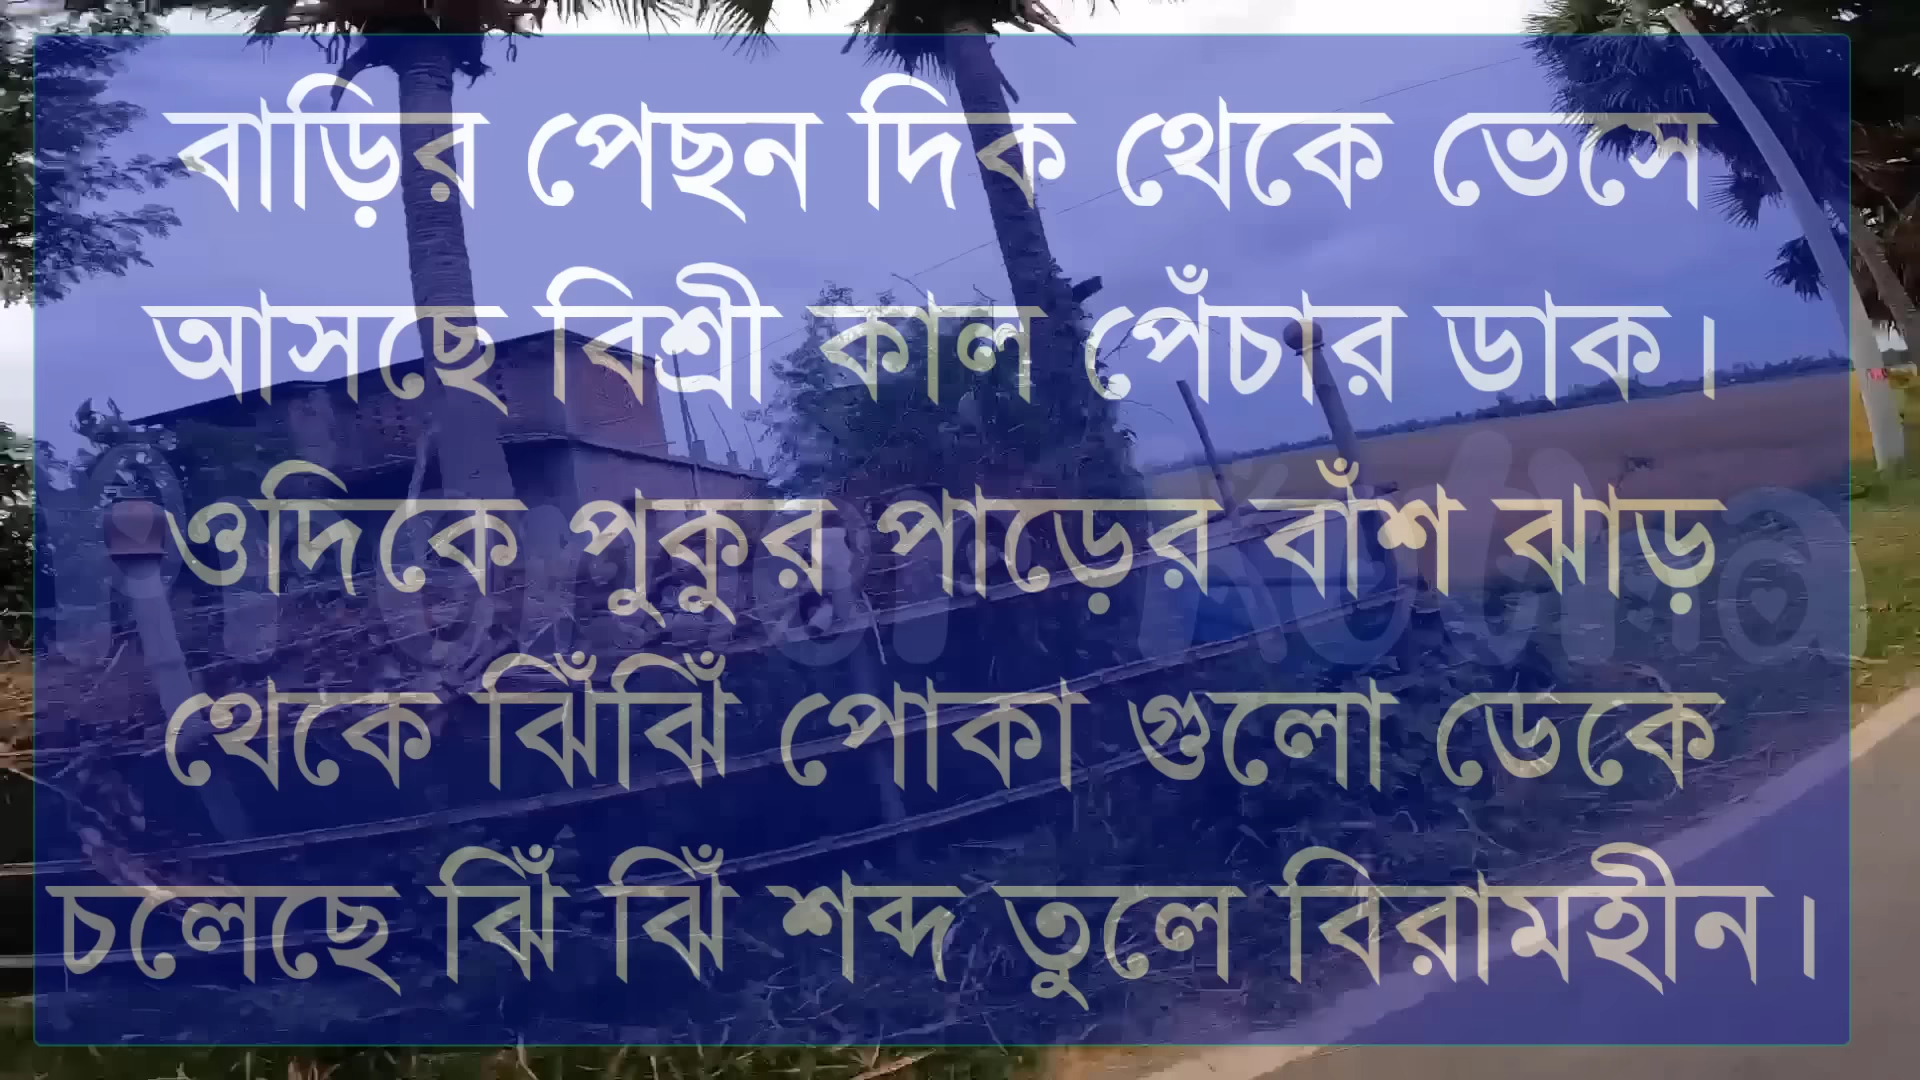 বাড়ির পেছন দিক থেকে ভেসে
আসছে বিশ্রী কাল পেঁচার ডাক।
ওদিকে পুকুর পাড়ের বাঁশ ঝাড়
থেকে ঝিঁঝিঁ পোকা গুলো ডেকে
চলেছে ঝিঁ ঝিঁ শব্দ তুলে বিরামহীন।